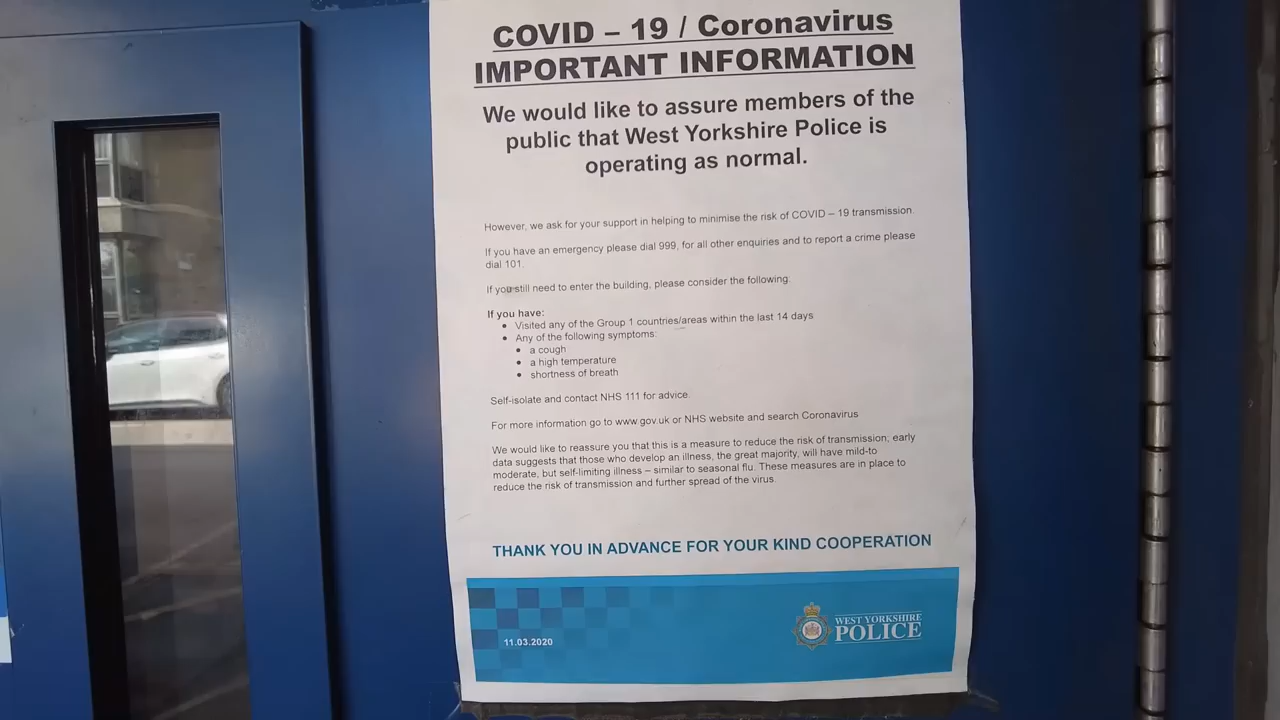 COVID – 19 / Coronavirus
IMPORTANT INFORMATION
We would like to assure members of the
public that West Yorkshire Police is
operating as normal.
However, we ask for your support in helping to minimise the risk of COVID – 19 transmission.
If you have an emergency please dial 999, for all other enquiries and to report a crime please
dial 101.
If you still need to enter the building, please consider the following:
If you have:
• Visited any of the Group 1 countries/areas within the last 14 days
• Any of the following symptoms:
• a cough
• a high temperature
• shortness of breath
Self-isolate and contact NHS 111 for advice.
For more information go to www.gov.uk or NHS website and search Coronavirus
We would like to reassure you that this is a measure to reduce the risk of transmission; early
data suggests that those who develop an illness, the great majority, will have mild-to
moderate, but self-limiting illness – similar to seasonal flu. These measures are in place to
reduce the risk of transmission and further spread of the virus.
THANK YOU IN ADVANCE FOR YOUR KIND COOPERATION
11.03.2020
WEST YORKSHIRE
POLICE